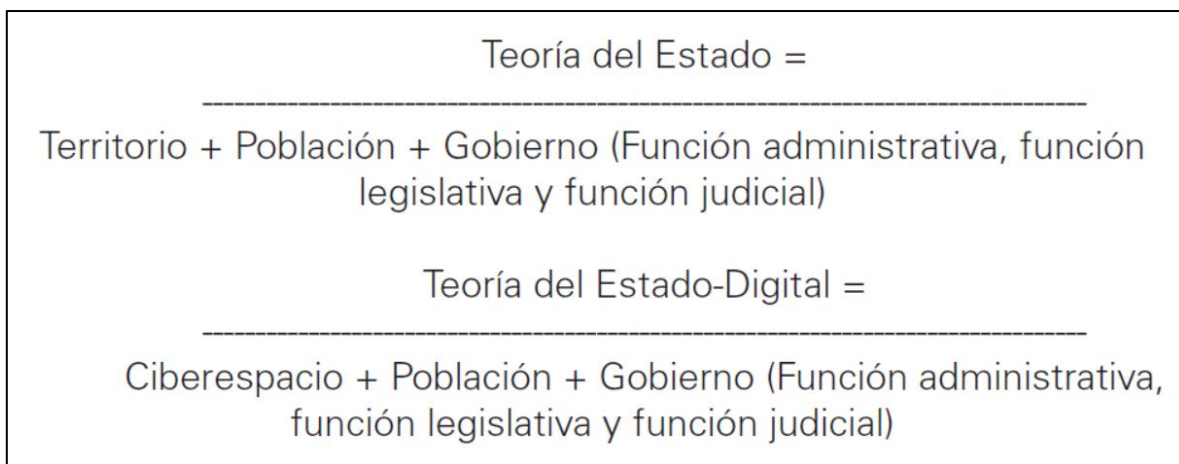 Teoría del Estado =
Territorio + Población + Gobierno (Función administrativa, función
legislativa y función judicial)
Teoría del Estado-Digital =
Ciberespacio + Población + Gobierno (Función administrativa,
función legislativa y función judicial)